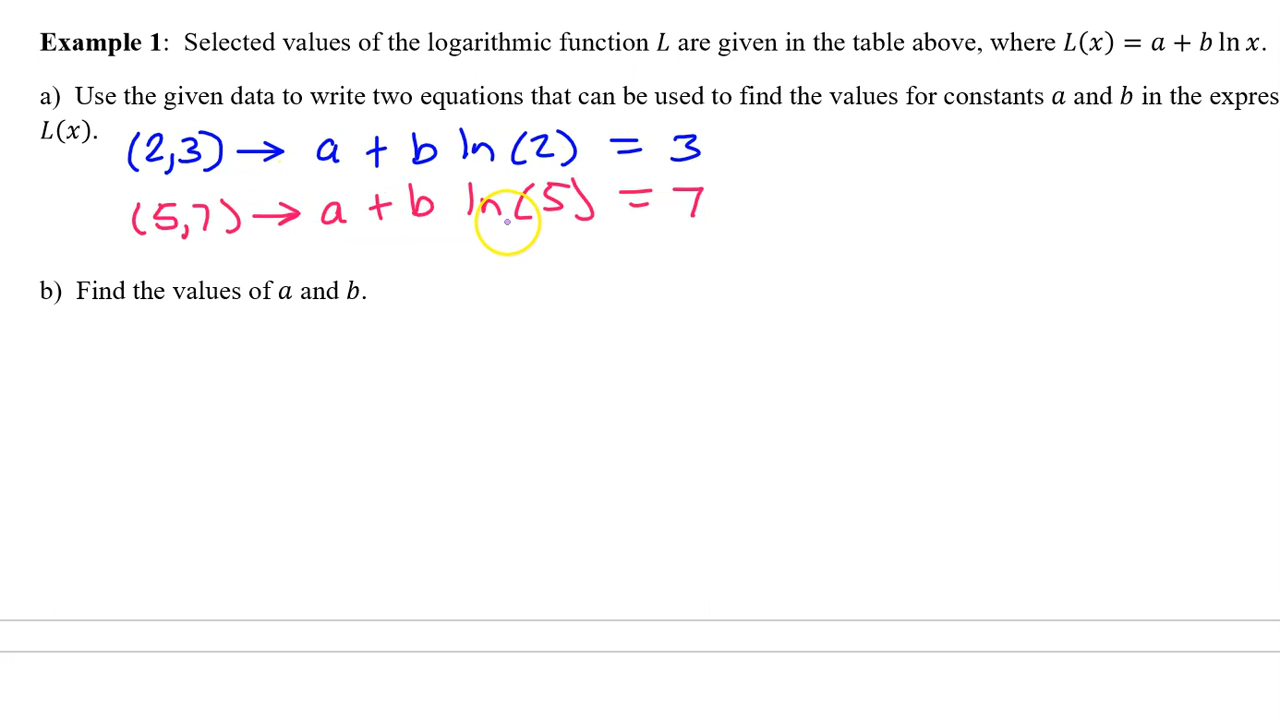 Example 1: Selected values of the logarithmic function L are given in the table above, where L(x) = a + b ln x.
a) Use the given data to write two equations that can be used to find the values for constants a and b in the expres
L(x).
(2,3) → a + b ln (2) = 3
(5,7) → a + b ln (5) = 7
b) Find the values of a and b.